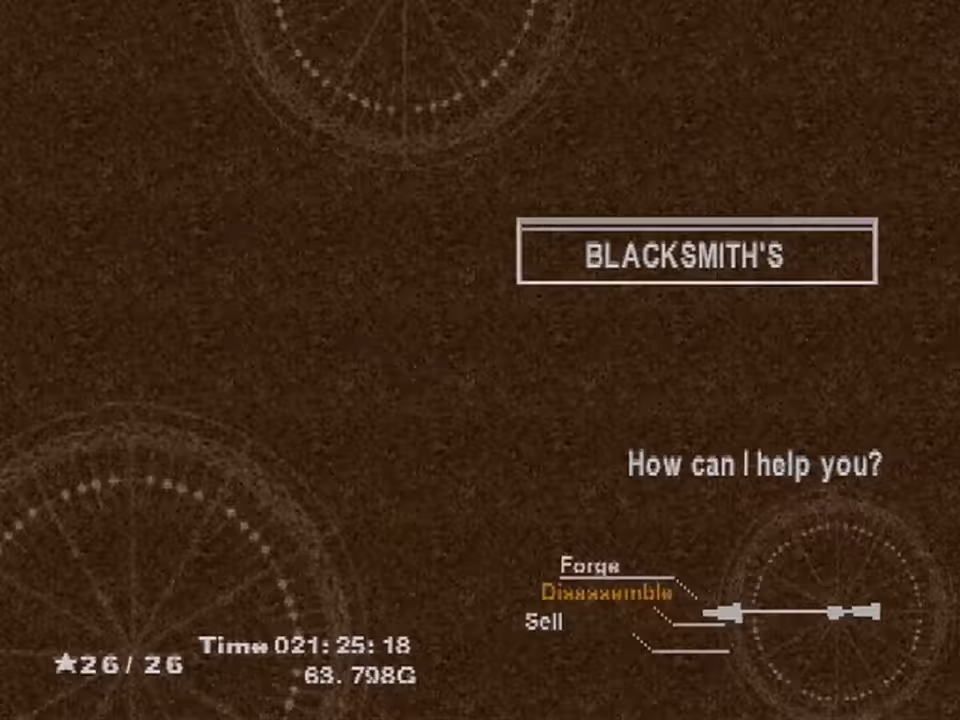 BLACKSMITH'S
How can I help you?
Forge
Disassemble
Sell
Time 021: 25: 18
★26/ 26
63. 798G